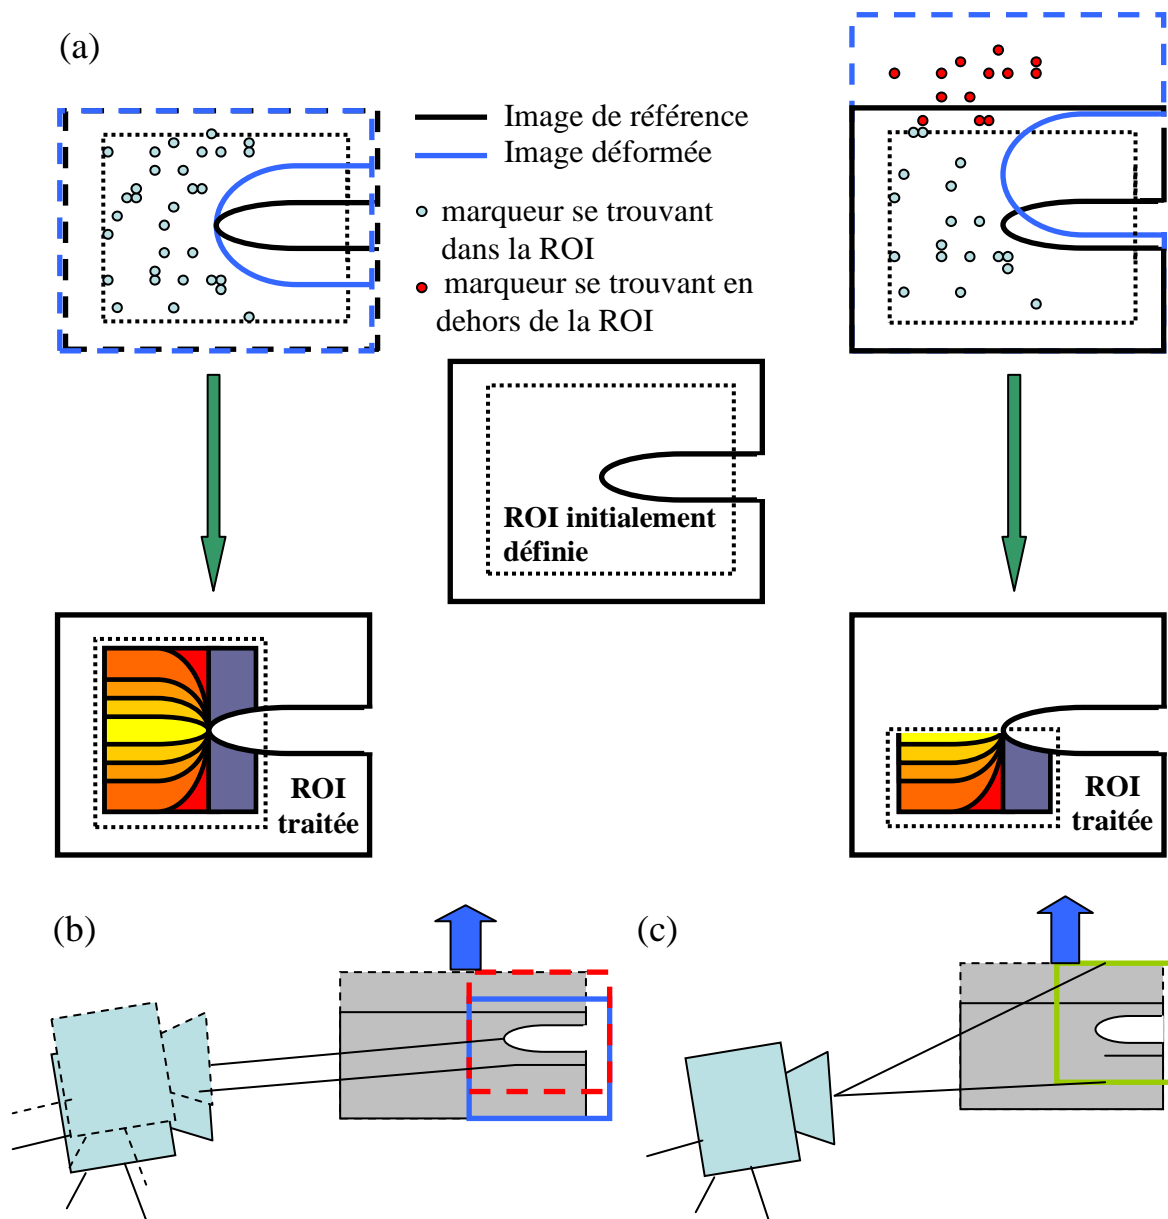 (a)
Image de référence
Image déformée
marqueur se trouvant
dans la ROI
marqueur se trouvant en
dehors de la ROI
ROI initialement
définie
ROI
traitée
ROI
traitée
(b)
(c)